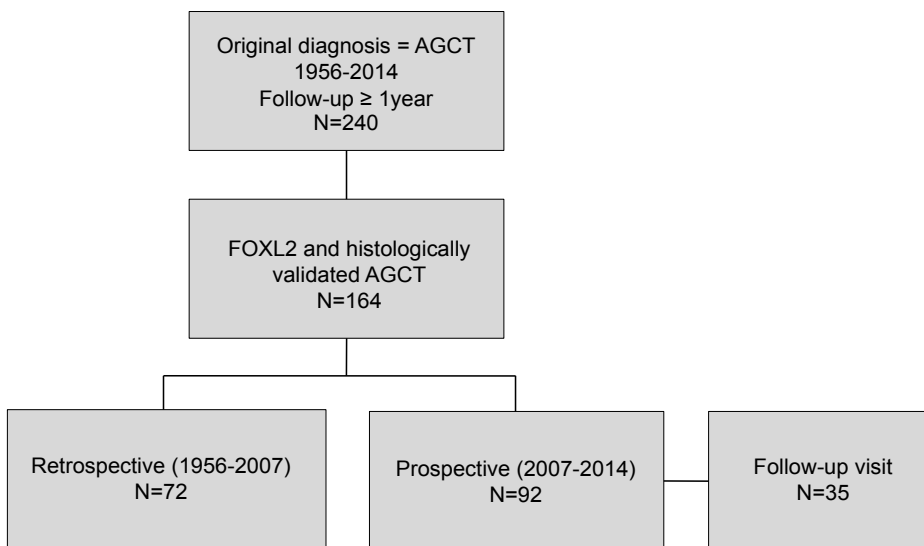 Original diagnosis = AGCT
1956-2014
Follow-up ≥ 1year
N=240
FOXL2 and histologically
validated AGCT
N=164
Retrospective (1956-2007)
N=72
Prospective (2007-2014)
N=92
Follow-up visit
N=35